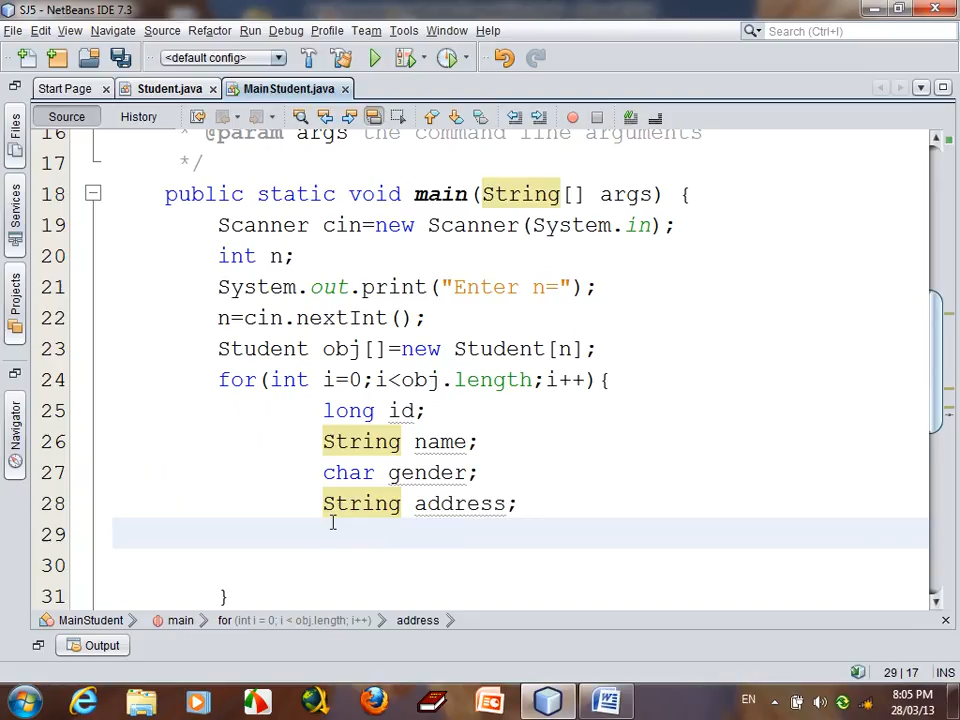 SJ5 - NetBeans IDE 7.3
File Edit View Navigate Source Refactor Run Debug Profile Team Tools Window Help
Search (Ctrl+I)
<default config>
Start Page
Student.java
MainStudent.java
Source
History
Files
Services
Projects
Navigator
16 * @param args the command line arguments
17 */
18 public static void main(String[] args) {
19 Scanner cin=new Scanner(System.in);
20 int n;
21 System.out.print("Enter n=");
22 n=cin.nextInt();
23 Student obj[]=new Student[n];
24 for(int i=0;i<obj.length;i++){
25 long id;
26 String name;
27 char gender;
28 String address;
29
30
31 }
MainStudent main for (int i = 0; i < obj.length; i++) address
Output
29 | 17 INS
EN
8:05 PM
28/03/13